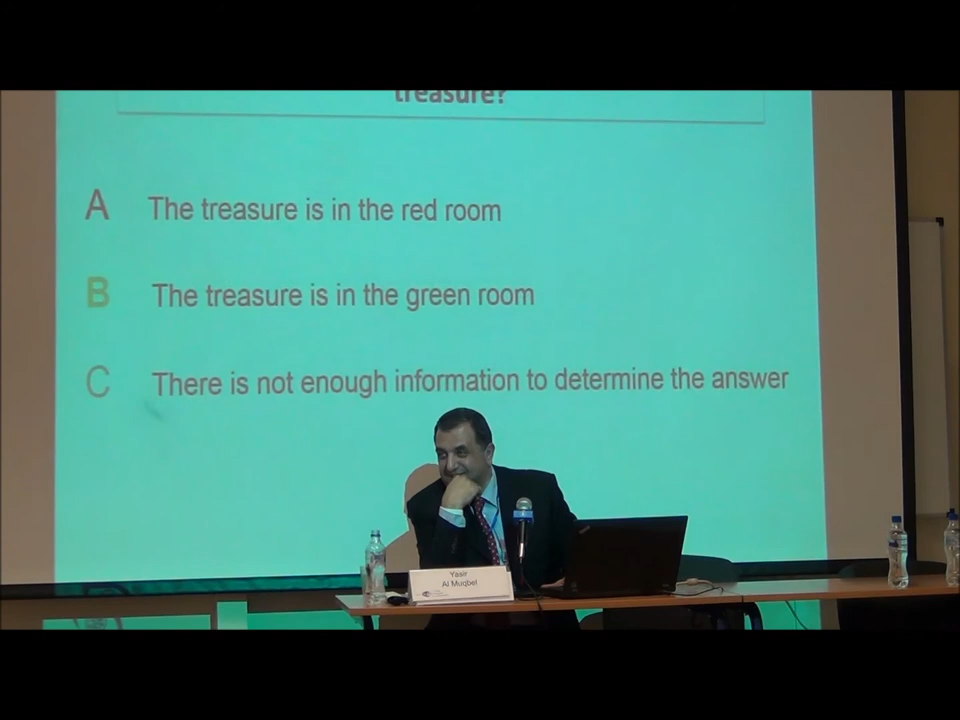 treasure?
A The treasure is in the red room
B The treasure is in the green room
C There is not enough information to determine the answer
Yasir
Al Muqbel